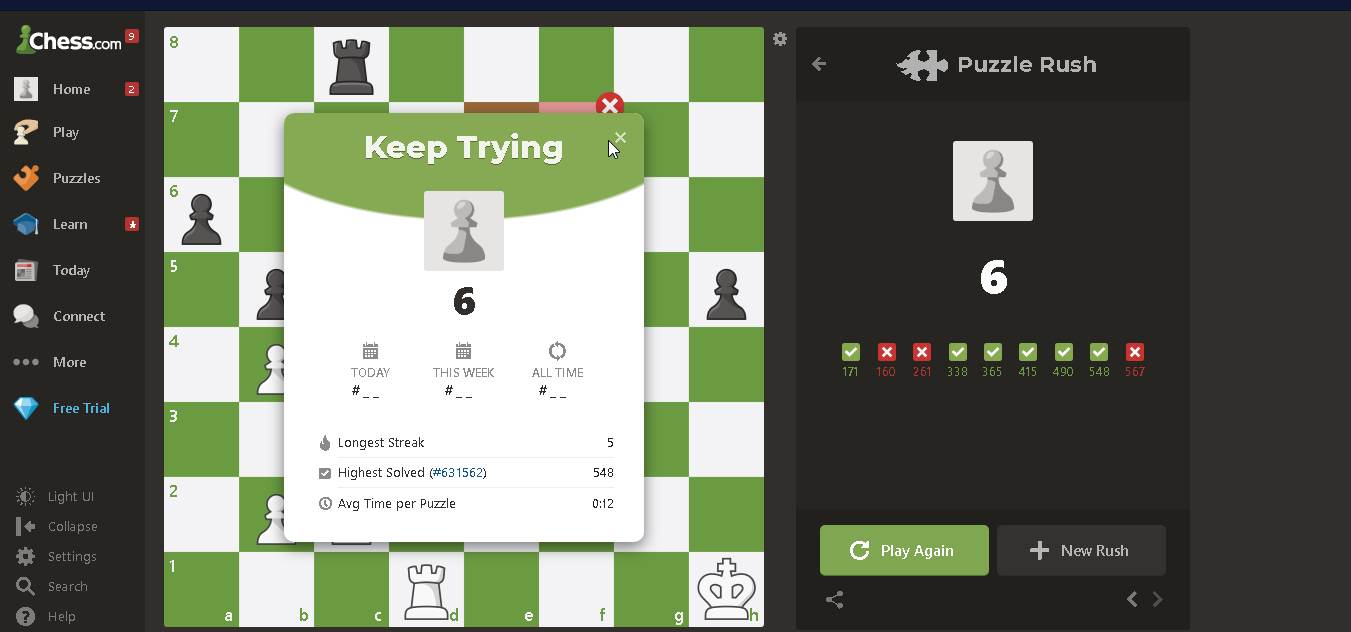 Chess.com 9
Home 2
Play
Puzzles
Learn
Today
Connect
More
Free Trial
Light UI
Collapse
Settings
Search
Help
8
7
6
5
4
3
2
1
a b c d e f g h
Keep Trying
6
TODAY THIS WEEK ALL TIME
#_ _ #_ _ #_ _
Longest Streak 5
Highest Solved (#631562) 548
Avg Time per Puzzle 0:12
Puzzle Rush
6
171 160 261 338 365 415 490 548 567
Play Again
New Rush